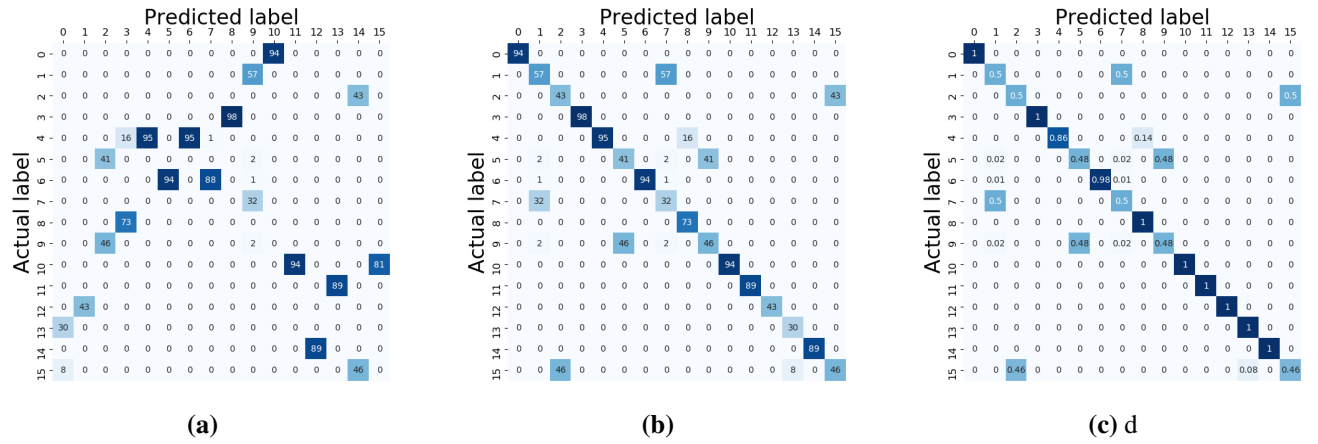 Predicted label
0 1 2 3 4 5 6 7 8 9 10 11 12 13 14 15
Actual label
0 0 0 0 0 0 0 0 0 0 0 94 0 0 0 0 0
1 0 0 0 0 0 0 0 0 0 57 0 0 0 0 0 0
2 0 0 0 0 0 0 0 0 0 0 0 0 0 0 43 0
3 0 0 0 0 0 0 0 0 98 0 0 0 0 0 0 0
4 0 0 0 16 95 0 95 1 0 0 0 0 0 0 0 0
5 0 0 41 0 0 0 0 0 0 2 0 0 0 0 0 0
6 0 0 0 0 0 94 0 88 0 1 0 0 0 0 0 0
7 0 0 0 0 0 0 0 0 0 32 0 0 0 0 0 0
8 0 0 0 73 0 0 0 0 0 0 0 0 0 0 0 0
9 0 0 46 0 0 0 0 0 0 2 0 0 0 0 0 0
10 0 0 0 0 0 0 0 0 0 0 0 94 0 0 0 81
11 0 0 0 0 0 0 0 0 0 0 0 0 0 89 0 0
12 0 43 0 0 0 0 0 0 0 0 0 0 0 0 0 0
13 30 0 0 0 0 0 0 0 0 0 0 0 0 0 0 0
14 0 0 0 0 0 0 0 0 0 0 0 0 89 0 0 0
15 8 0 0 0 0 0 0 0 0 0 0 0 0 0 46 0
(a)
Predicted label
0 1 2 3 4 5 6 7 8 9 10 11 12 13 14 15
Actual label
0 94 0 0 0 0 0 0 0 0 0 0 0 0 0 0 0
1 0 57 0 0 0 0 0 57 0 0 0 0 0 0 0 0
2 0 0 43 0 0 0 0 0 0 0 0 0 0 0 0 43
3 0 0 0 98 0 0 0 0 0 0 0 0 0 0 0 0
4 0 0 0 0 95 0 0 0 16 0 0 0 0 0 0 0
5 0 2 0 0 0 41 0 2 0 41 0 0 0 0 0 0
6 0 1 0 0 0 0 94 1 0 0 0 0 0 0 0 0
7 0 32 0 0 0 0 0 32 0 0 0 0 0 0 0 0
8 0 0 0 0 0 0 0 0 73 0 0 0 0 0 0 0
9 0 2 0 0 0 46 0 2 0 46 0 0 0 0 0 0
10 0 0 0 0 0 0 0 0 0 0 94 0 0 0 0 0
11 0 0 0 0 0 0 0 0 0 0 0 89 0 0 0 0
12 0 0 0 0 0 0 0 0 0 0 0 0 43 0 0 0
13 0 0 0 0 0 0 0 0 0 0 0 0 0 30 0 0
14 0 0 0 0 0 0 0 0 0 0 0 0 0 0 89 0
15 0 0 46 0 0 0 0 0 0 0 0 0 0 8 0 46
(b)
Predicted label
0 1 2 3 4 5 6 7 8 9 10 11 12 13 14 15
Actual label
0 1 0 0 0 0 0 0 0 0 0 0 0 0 0 0 0
1 0 0.5 0 0 0 0 0 0.5 0 0 0 0 0 0 0 0
2 0 0 0.5 0 0 0 0 0 0 0 0 0 0 0 0 0.5
3 0 0 0 1 0 0 0 0 0 0 0 0 0 0 0 0
4 0 0 0 0 0.86 0 0 0 0.14 0 0 0 0 0 0 0
5 0 0.02 0 0 0 0.48 0 0.02 0 0.48 0 0 0 0 0 0
6 0 0.01 0 0 0 0 0.98 0.01 0 0 0 0 0 0 0 0
7 0 0.5 0 0 0 0 0 0.5 0 0 0 0 0 0 0 0
8 0 0 0 0 0 0 0 0 1 0 0 0 0 0 0 0
9 0 0.02 0 0 0 0.48 0 0.02 0 0.48 0 0 0 0 0 0
10 0 0 0 0 0 0 0 0 0 0 1 0 0 0 0 0
11 0 0 0 0 0 0 0 0 0 0 0 1 0 0 0 0
12 0 0 0 0 0 0 0 0 0 0 0 0 1 0 0 0
13 0 0 0 0 0 0 0 0 0 0 0 0 0 1 0 0
14 0 0 0 0 0 0 0 0 0 0 0 0 0 0 1 0
15 0 0 0.46 0 0 0 0 0 0 0 0 0 0 0.08 0 0.46
(c) d